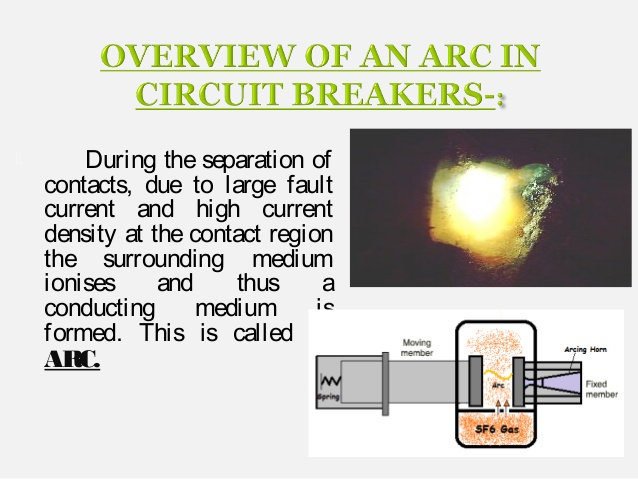 OVERVIEW OF AN ARC IN
CIRCUIT BREAKERS-:
During the separation of
contacts, due to large fault
current and high current
density at the contact region
the surrounding medium
ionises and thus a
conducting medium is
formed. This is called
ARC.
Moving
member
Arcing Horn
Spring
Arc
Fixed
member
SF6 Gas